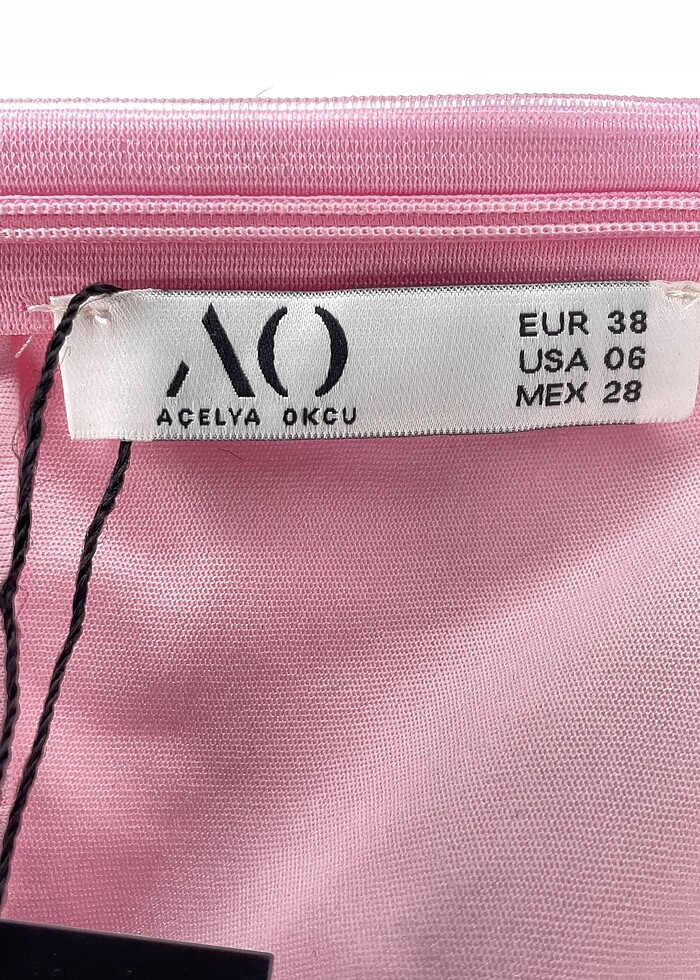 AO
AÇELYA OKCU
EUR 38
USA 06
MEX 28